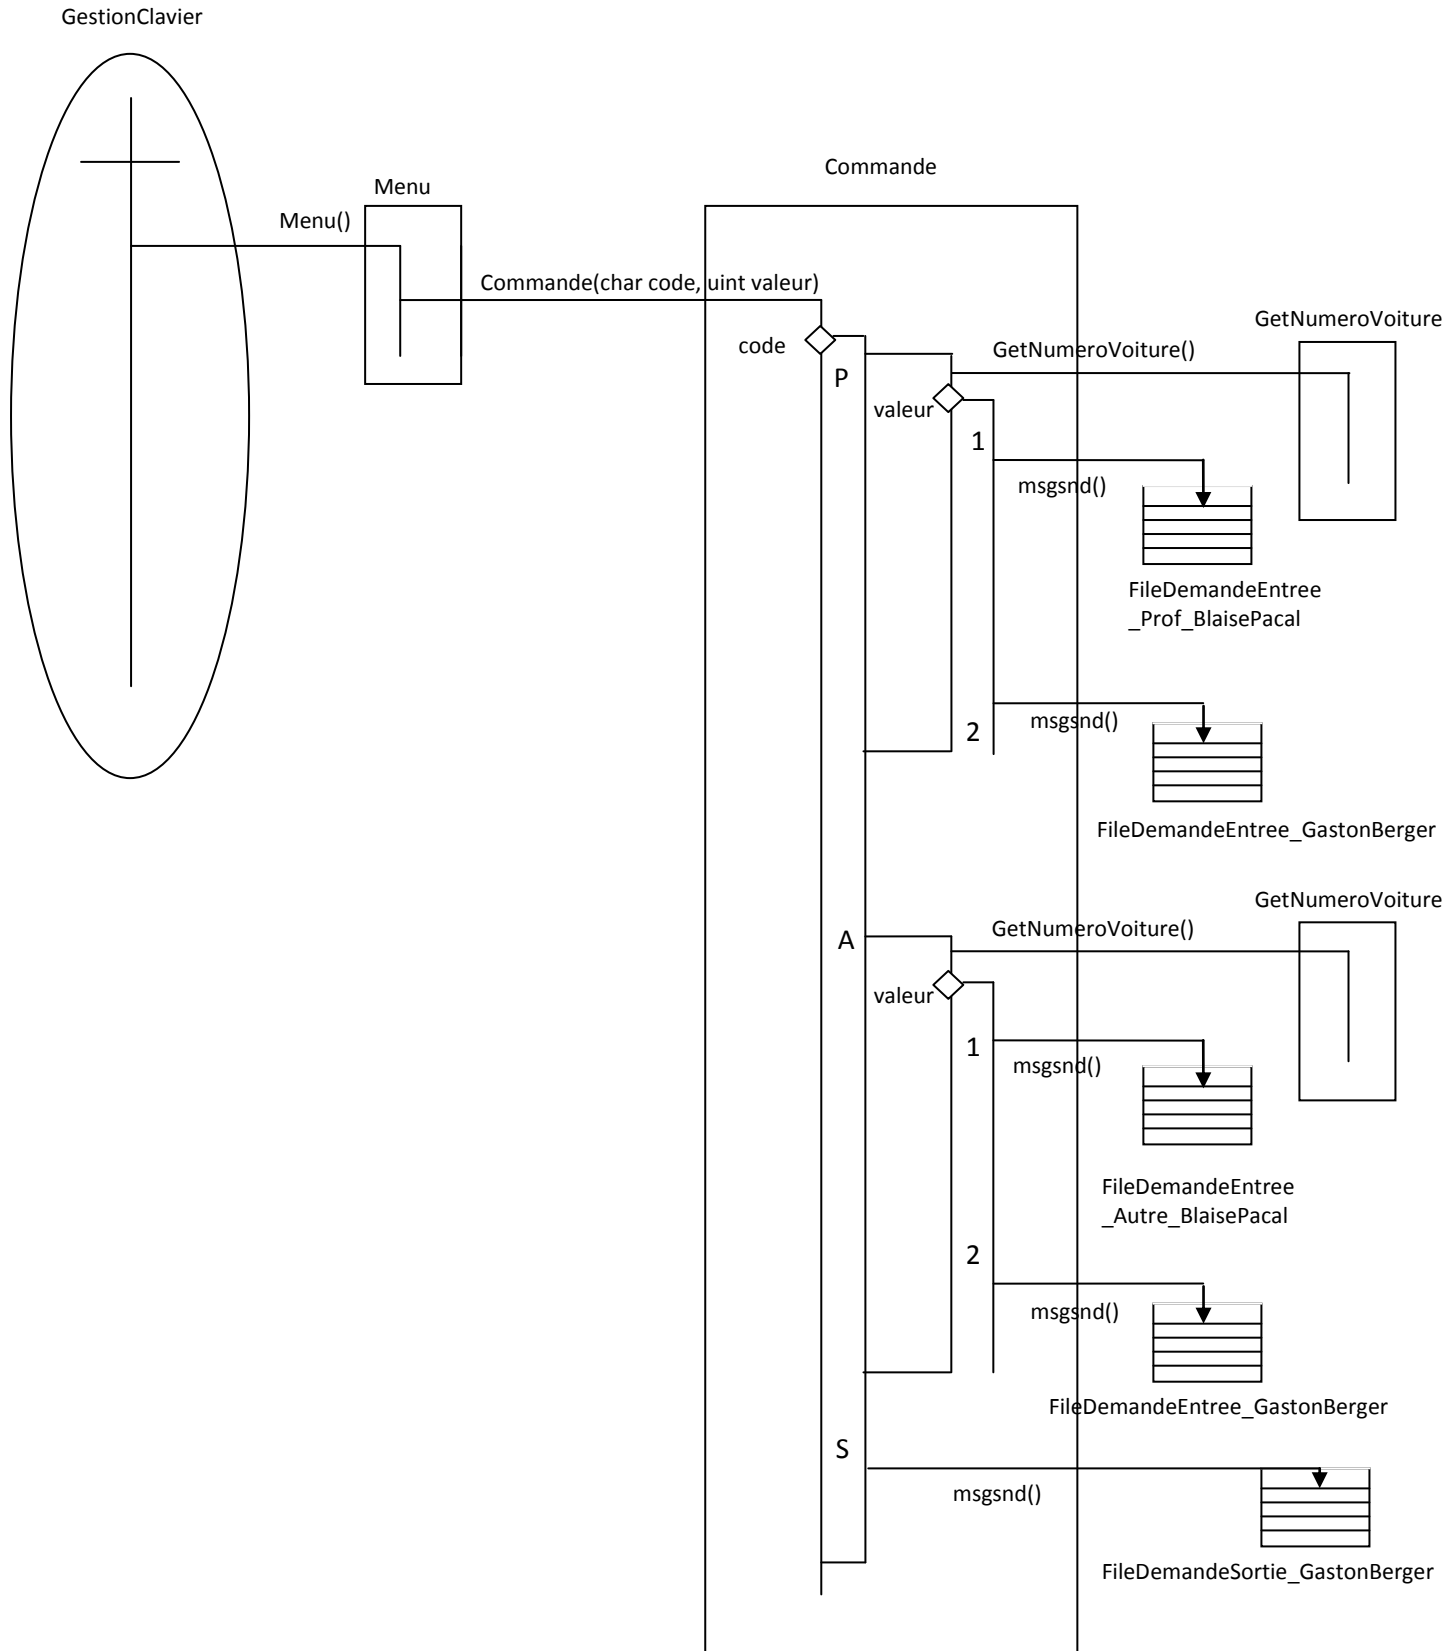 GestionClavier
Commande
Menu
Menu()
Commande(char code, uint valeur)
GetNumeroVoiture
code
GetNumeroVoiture()
P
valeur
1
msgsnd()
FileDemandeEntree
_Prof_BlaisePacal
2
msgsnd()
FileDemandeEntree_GastonBerger
GetNumeroVoiture
A
GetNumeroVoiture()
valeur
1
msgsnd()
FileDemandeEntree
_Autre_BlaisePacal
2
msgsnd()
FileDemandeEntree_GastonBerger
S
msgsnd()
FileDemandeSortie_GastonBerger